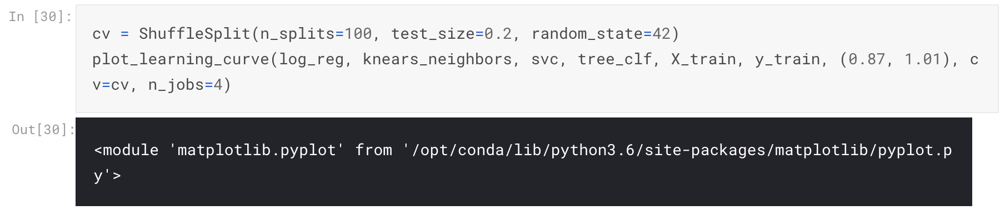 In [30]:
cv = ShuffleSplit(n_splits=100, test_size=0.2, random_state=42)
plot_learning_curve(log_reg, knears_neighbors, svc, tree_clf, X_train, y_train, (0.87, 1.01), c
v=cv, n_jobs=4)
Out[30]:
<module 'matplotlib.pyplot' from '/opt/conda/lib/python3.6/site-packages/matplotlib/pyplot.p
y'>